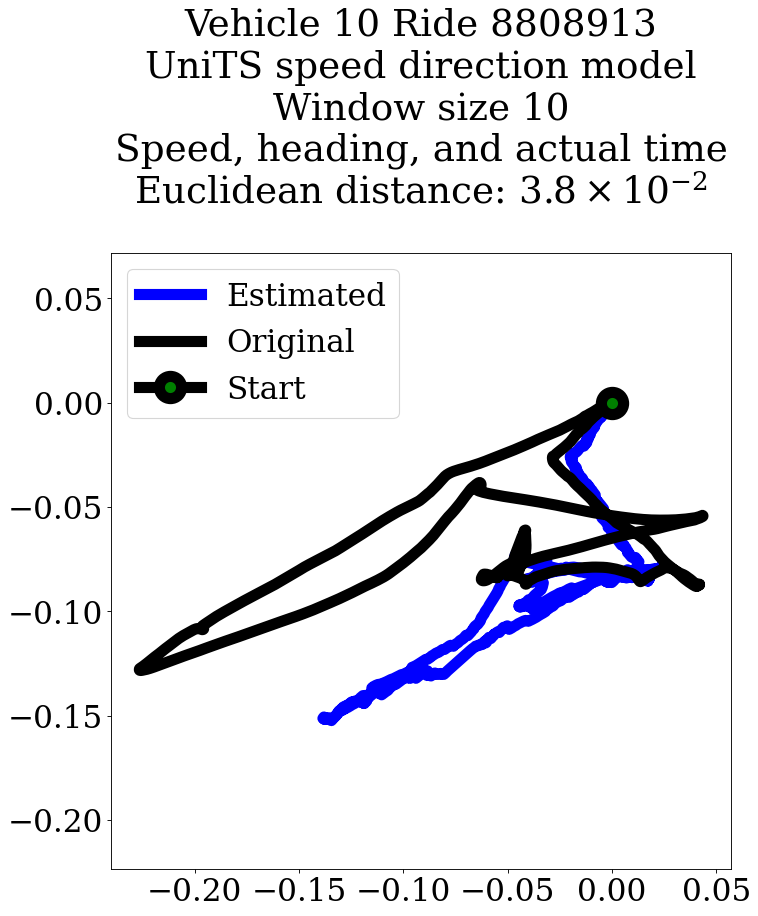 Vehicle 10 Ride 8808913
UniTS speed direction model
Window size 10
Speed, heading, and actual time
Euclidean distance: 3.8 × 10⁻²
Estimated
Original
Start
0.05
0.00
−0.05
−0.10
−0.15
−0.20
−0.20 −0.15 −0.10 −0.05 0.00 0.05